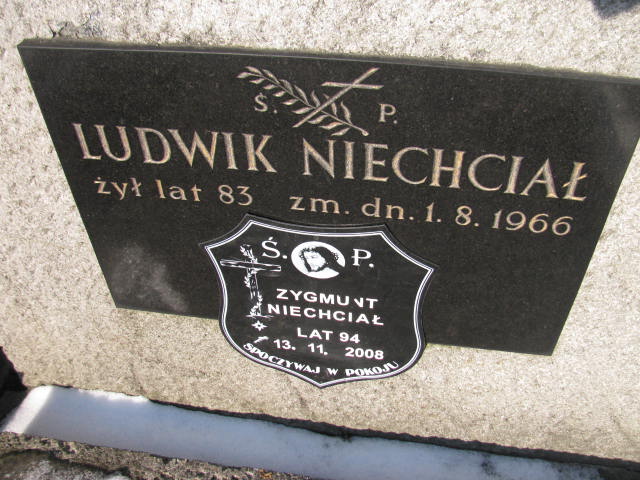 Ś. P.
LUDWIK NIECHCIAŁ
żył lat 83 zm. dn. 1. 8. 1966
Ś. P.
ZYGMUNT
NIECHCIAŁ
LAT 94
13. 11. 2008
SPOCZYWAJ W POKOJU